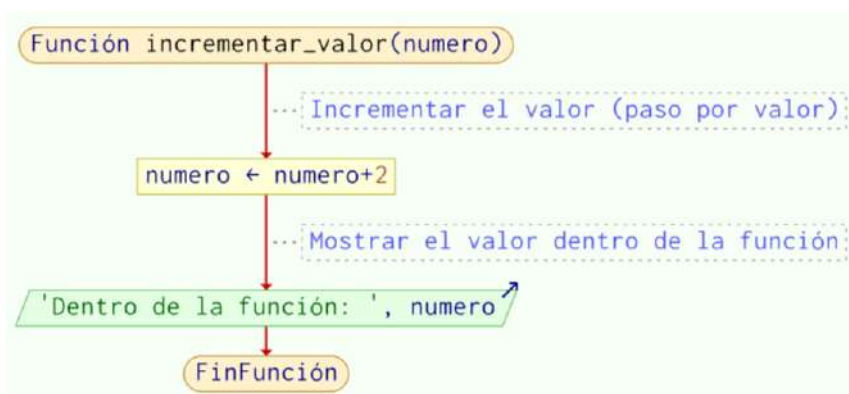 Función incrementar_valor(numero)
Incrementar el valor (paso por valor)
numero ← numero+2
Mostrar el valor dentro de la función
'Dentro de la función: ', numero
FinFunción